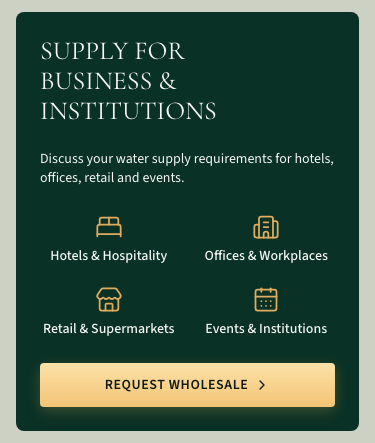 SUPPLY FOR
BUSINESS &
INSTITUTIONS
Discuss your water supply requirements for hotels,
offices, retail and events.
Hotels & Hospitality
Offices & Workplaces
Retail & Supermarkets
Events & Institutions
REQUEST WHOLESALE